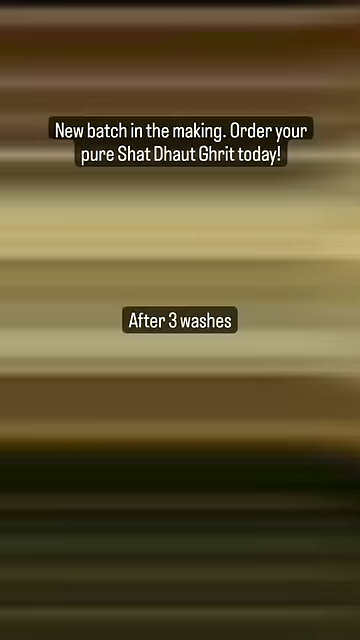 New batch in the making. Order your
pure Shat Dhaut Ghrit today!
After 3 washes